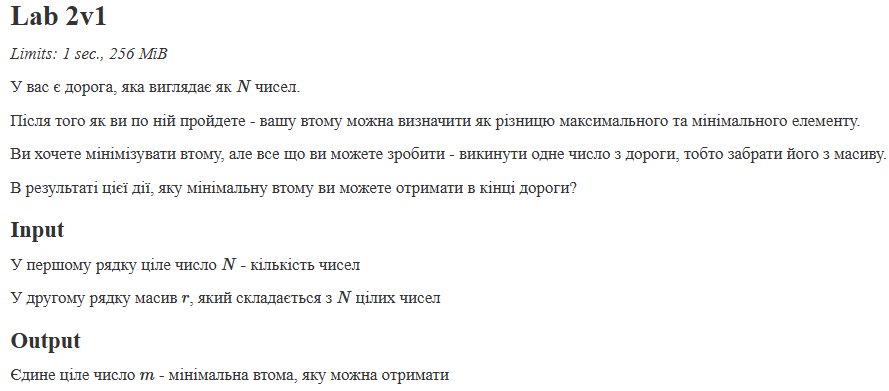 Lab 2v1
Limits: 1 sec., 256 MiB
У вас є дорога, яка виглядає як N чисел.
Після того як ви по ній пройдете - вашу втому можна визначити як різницю максимального та мінімального елементу.
Ви хочете мінімізувати втому, але все що ви можете зробити - викинути одне число з дороги, тобто забрати його з масиву.
В результаті цієї дії, яку мінімальну втому ви можете отримати в кінці дороги?
Input
У першому рядку ціле число N - кількість чисел
У другому рядку масив r, який складається з N цілих чисел
Output
Єдине ціле число m - мінімальна втома, яку можна отримати